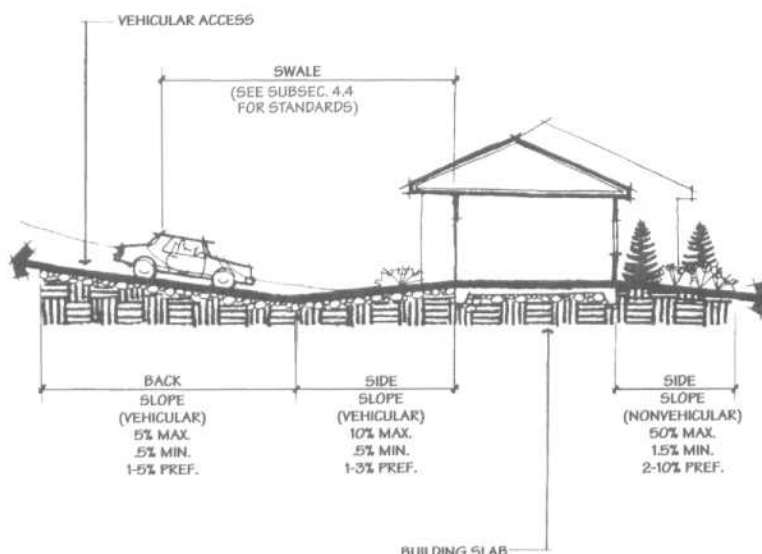 VEHICULAR ACCESS
SWALE
(SEE SUBSEC. 4.4
FOR STANDARDS)
BACK
SLOPE
(VEHICULAR)
5% MAX.
.5% MIN.
1-5% PREF.
SIDE
SLOPE
(VEHICULAR)
10% MAX.
.5% MIN.
1-3% PREF.
SIDE
SLOPE
(NONVEHICULAR)
50% MAX.
1.5% MIN.
2-10% PREF.
BUILDING SLAB